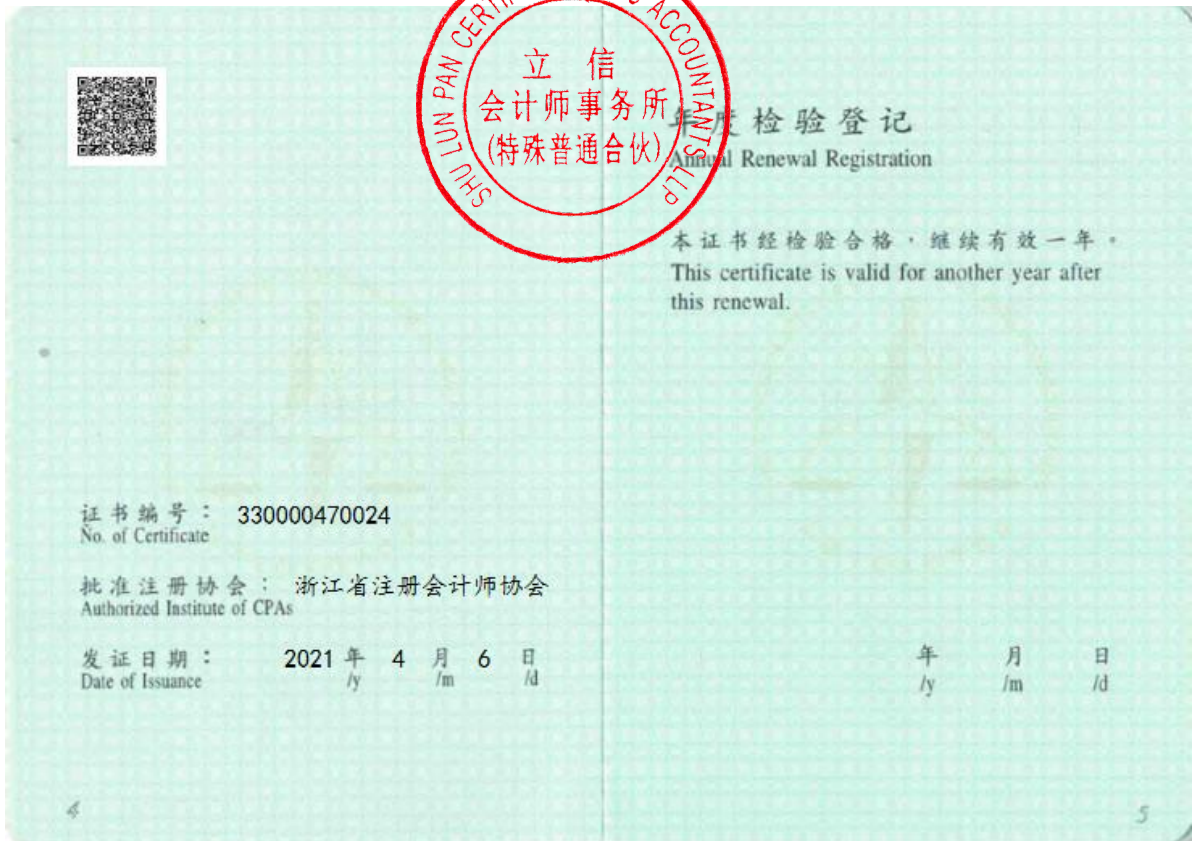 SHU LUN PAN CERTIF
ACCOUNTANTS LLP
立 信
会计师事务所
(特殊普通合伙)
证书编号： 330000470024
No. of Certificate
批准注册协会： 浙江省注册会计师协会
Authorized Institute of CPAs
发证日期： 2021 年 4 月 6 日
Date of Issuance /y /m /d
4
年度检验登记
Annual Renewal Registration
本证书经检验合格，继续有效一年。
This certificate is valid for another year after
this renewal.
年 月 日
/y /m /d
5